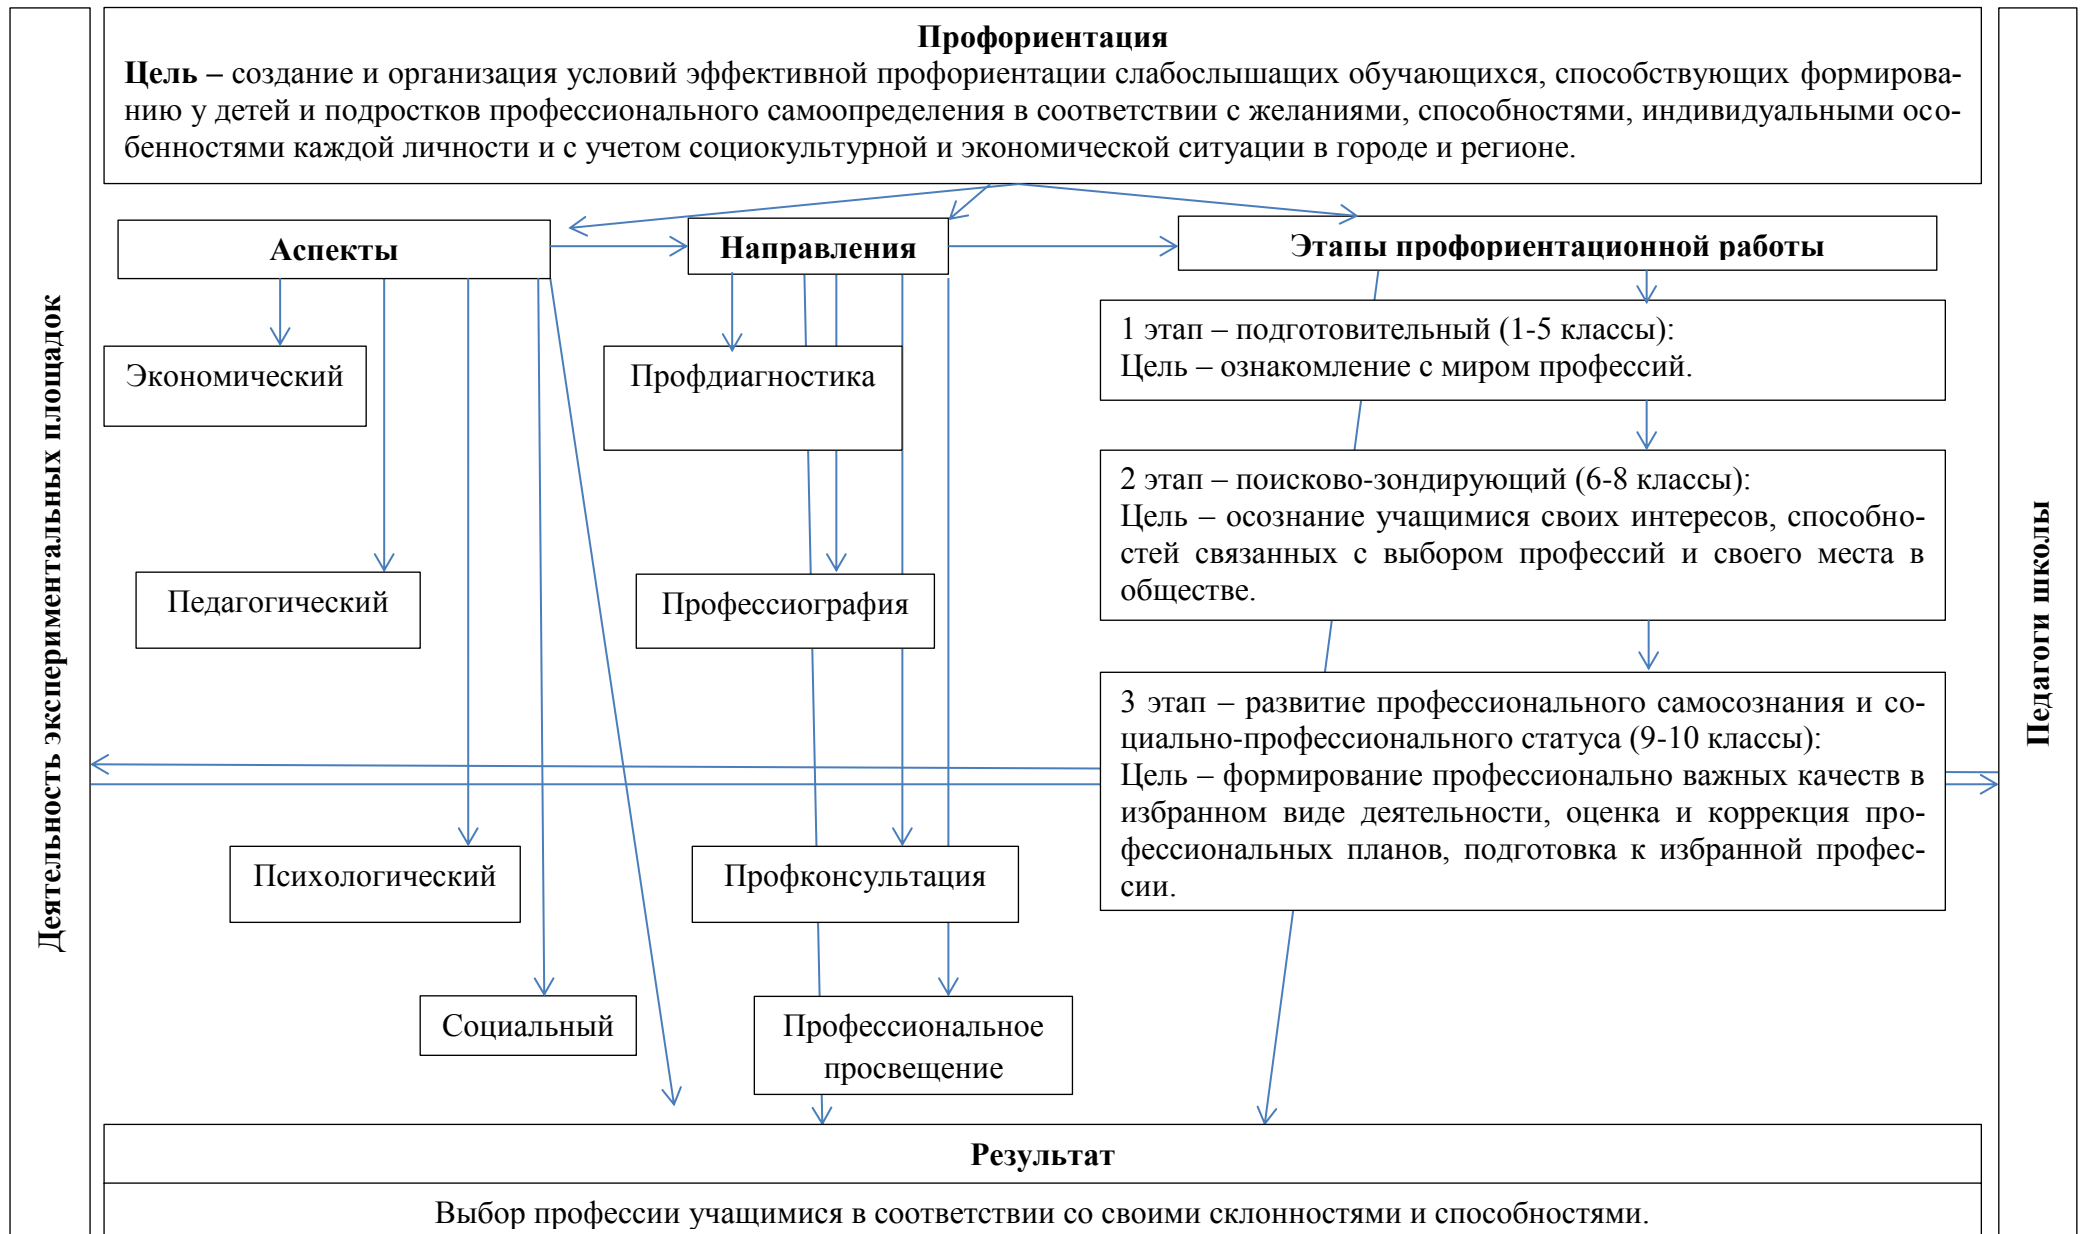 Профориентация
Цель – создание и организация условий эффективной профориентации слабослышащих обучающихся, способствующих формирова-
нию у детей и подростков профессионального самоопределения в соответствии с желаниями, способностями, индивидуальными осо-
бенностями каждой личности и с учетом социокультурной и экономической ситуации в городе и регионе.
Деятельность экспериментальных площадок
Аспекты
Экономический
Педагогический
Психологический
Социальный
Направления
Профдиагностика
Профессиография
Профконсультация
Профессиональное
просвещение
Этапы профориентационной работы
1 этап – подготовительный (1-5 классы):
Цель – ознакомление с миром профессий.
2 этап – поисково-зондирующий (6-8 классы):
Цель – осознание учащимися своих интересов, способно-
стей связанных с выбором профессий и своего места в
обществе.
3 этап – развитие профессионального самосознания и со-
циально-профессионального статуса (9-10 классы):
Цель – формирование профессионально важных качеств в
избранном виде деятельности, оценка и коррекция про-
фессиональных планов, подготовка к избранной профес-
сии.
Педагоги школы
Результат
Выбор профессии учащимися в соответствии со своими склонностями и способностями.